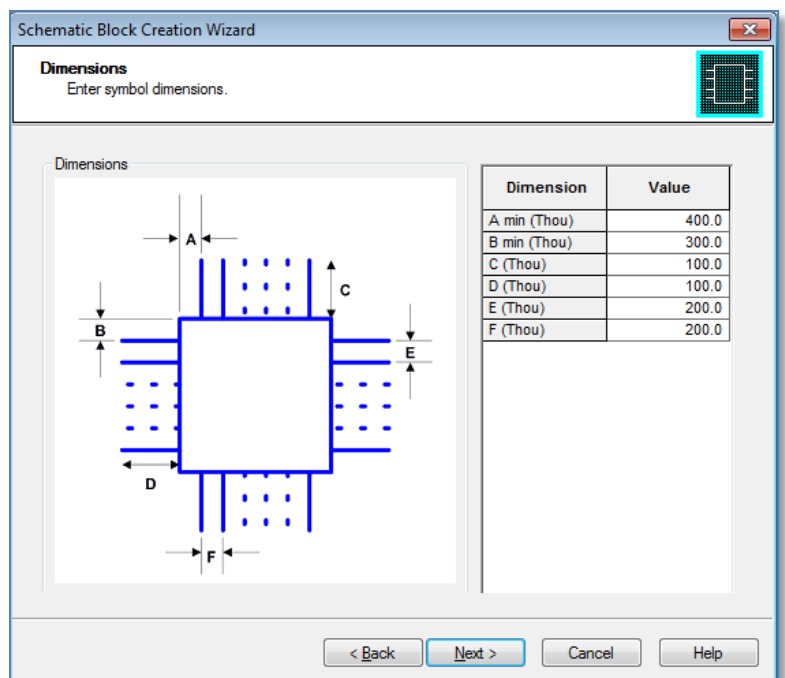 Schematic Block Creation Wizard
Dimensions
Enter symbol dimensions.
Dimensions
A
B
C
D
E
F
Dimension Value
A min (Thou) 400.0
B min (Thou) 300.0
C (Thou) 100.0
D (Thou) 100.0
E (Thou) 200.0
F (Thou) 200.0
< Back Next > Cancel Help